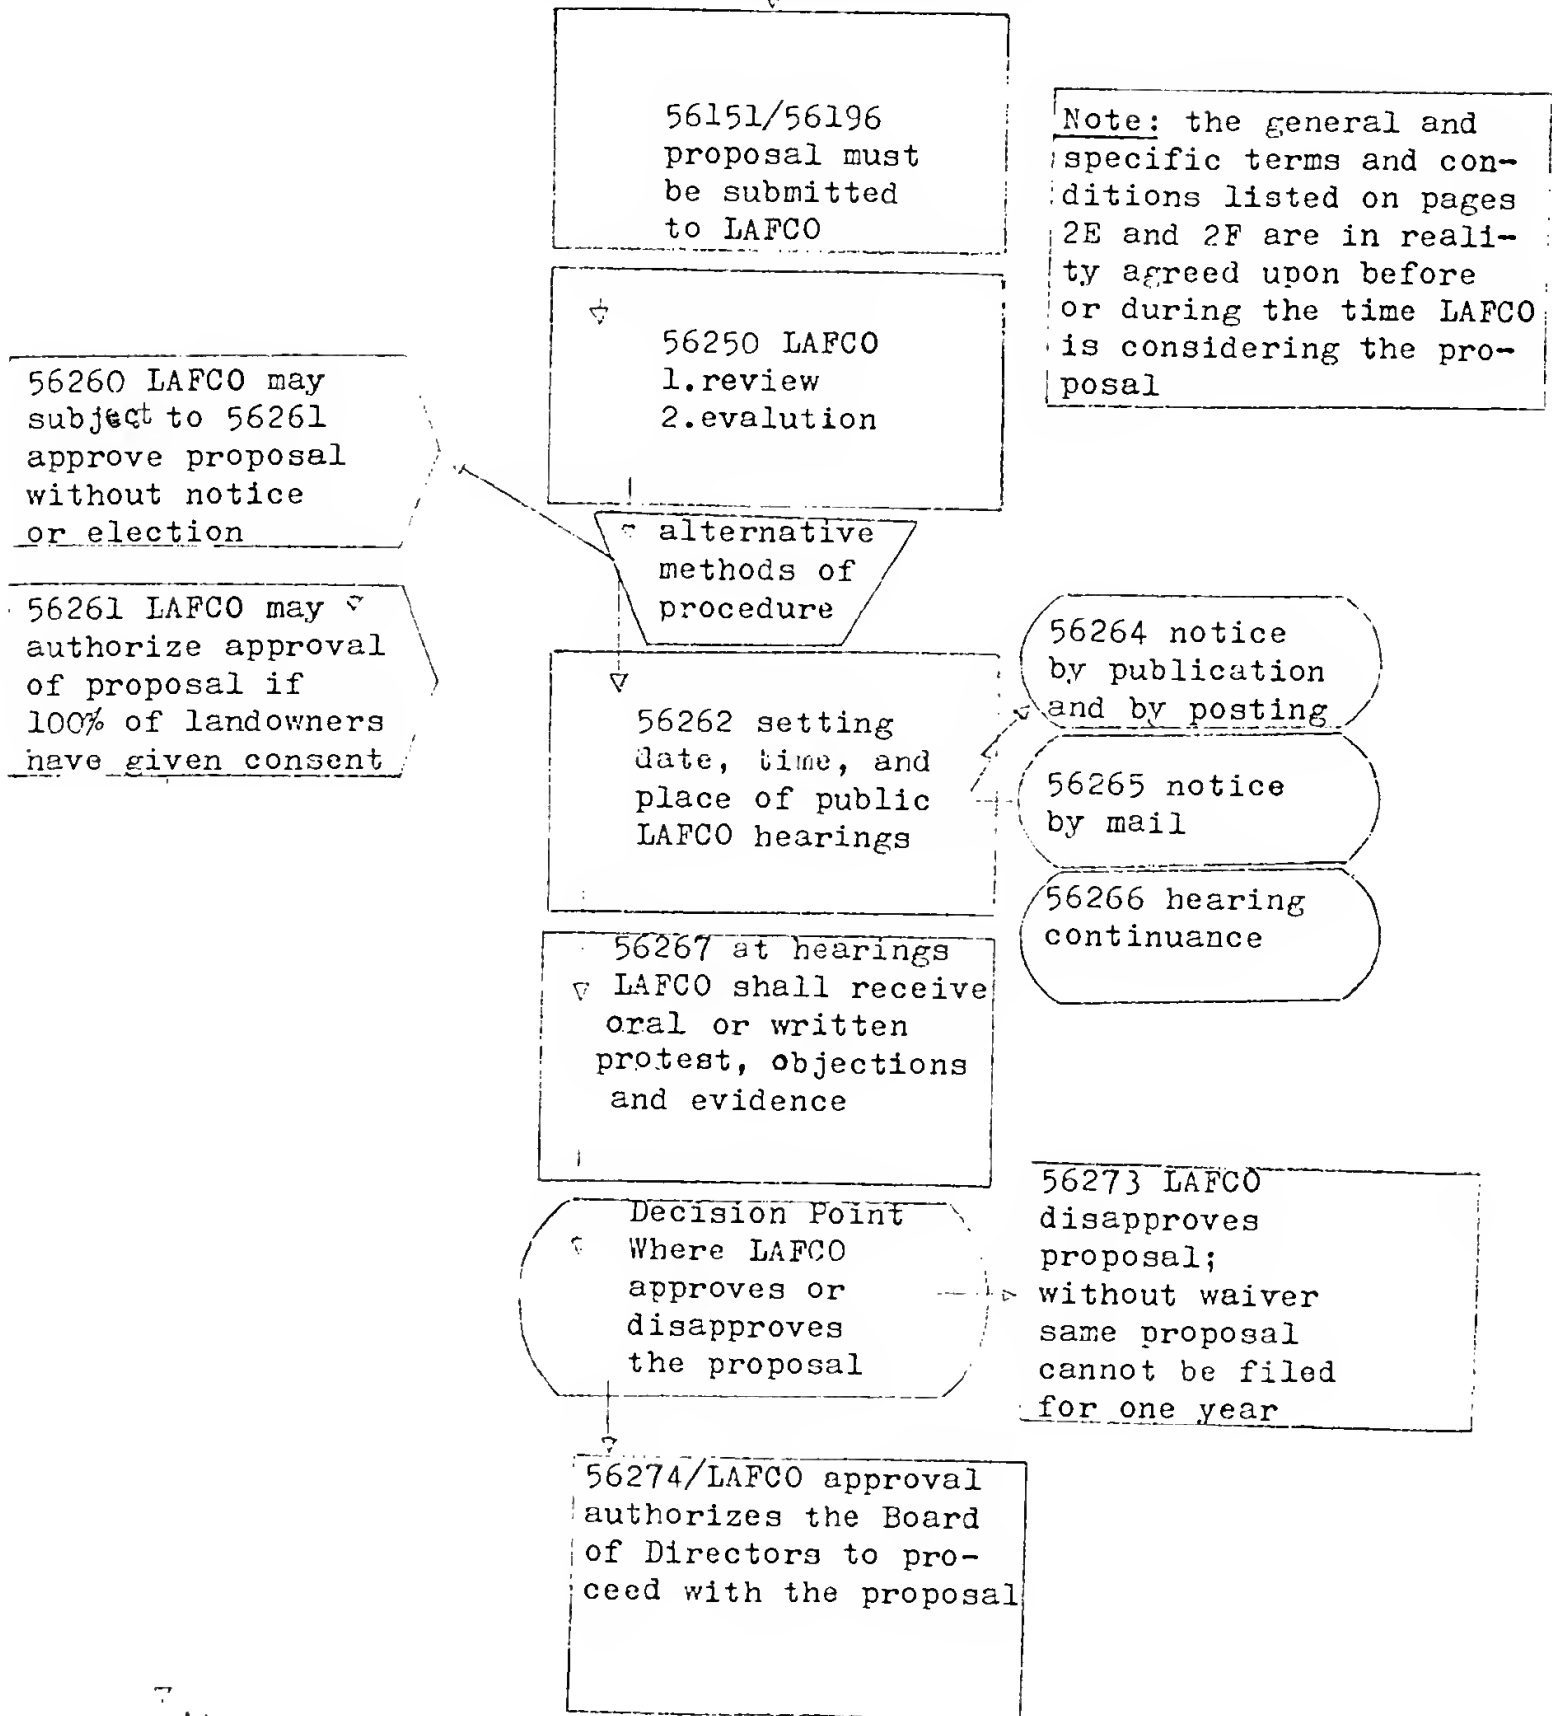 56151/56196
proposal must
be submitted
to LAFCO
Note: the general and
specific terms and con-
ditions listed on pages
2E and 2F are in reali-
ty agreed upon before
or during the time LAFCO
is considering the pro-
posal
56250 LAFCO
1.review
2.evalution
56260 LAFCO may
subject to 56261
approve proposal
without notice
or election
alternative
methods of
procedure
56261 LAFCO may
authorize approval
of proposal if
100% of landowners
have given consent
56262 setting
date, time, and
place of public
LAFCO hearings
56264 notice
by publication
and by posting
56265 notice
by mail
56266 hearing
continuance
56267 at hearings
LAFCO shall receive
oral or written
protest, objections
and evidence
Decision Point
Where LAFCO
approves or
disapproves
the proposal
56273 LAFCO
disapproves
proposal;
without waiver
same proposal
cannot be filed
for one year
56274/LAFCO approval
authorizes the Board
of Directors to pro-
ceed with the proposal